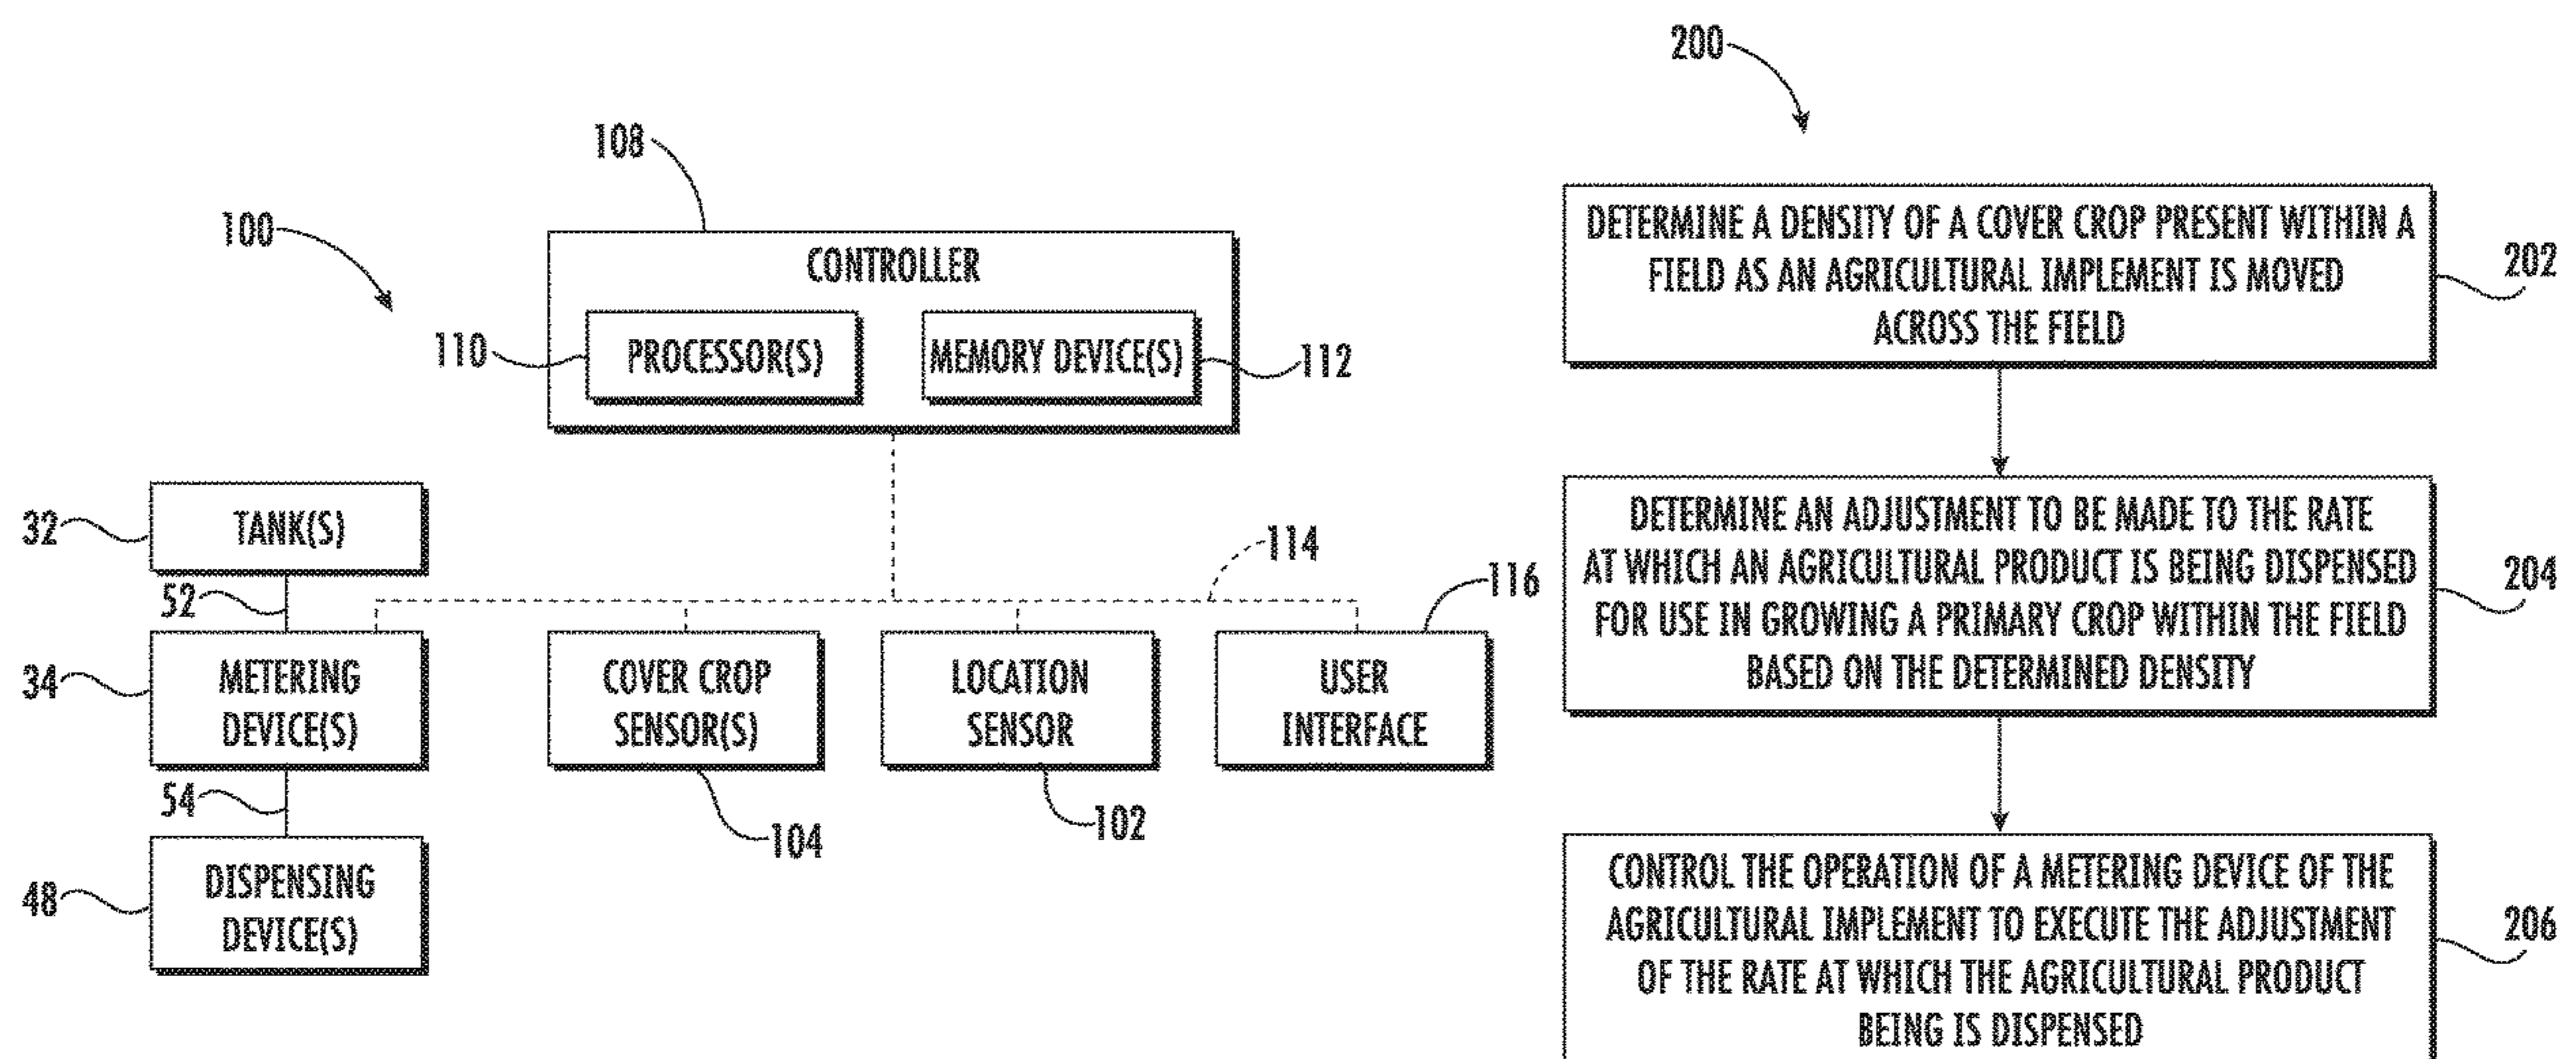 108
100
CONTROLLER
110
PROCESSOR(S)
MEMORY DEVICE(S)
112
32
TANK(S)
52
114
116
34
METERING
DEVICE(S)
COVER CROP
SENSOR(S)
LOCATION
SENSOR
USER
INTERFACE
54
104
102
48
DISPENSING
DEVICE(S)
200
DETERMINE A DENSITY OF A COVER CROP PRESENT WITHIN A
FIELD AS AN AGRICULTURAL IMPLEMENT IS MOVED
ACROSS THE FIELD
202
DETERMINE AN ADJUSTMENT TO BE MADE TO THE RATE
AT WHICH AN AGRICULTURAL PRODUCT IS BEING DISPENSED
FOR USE IN GROWING A PRIMARY CROP WITHIN THE FIELD
BASED ON THE DETERMINED DENSITY
204
CONTROL THE OPERATION OF A METERING DEVICE OF THE
AGRICULTURAL IMPLEMENT TO EXECUTE THE ADJUSTMENT
OF THE RATE AT WHICH THE AGRICULTURAL PRODUCT
BEING IS DISPENSED
206